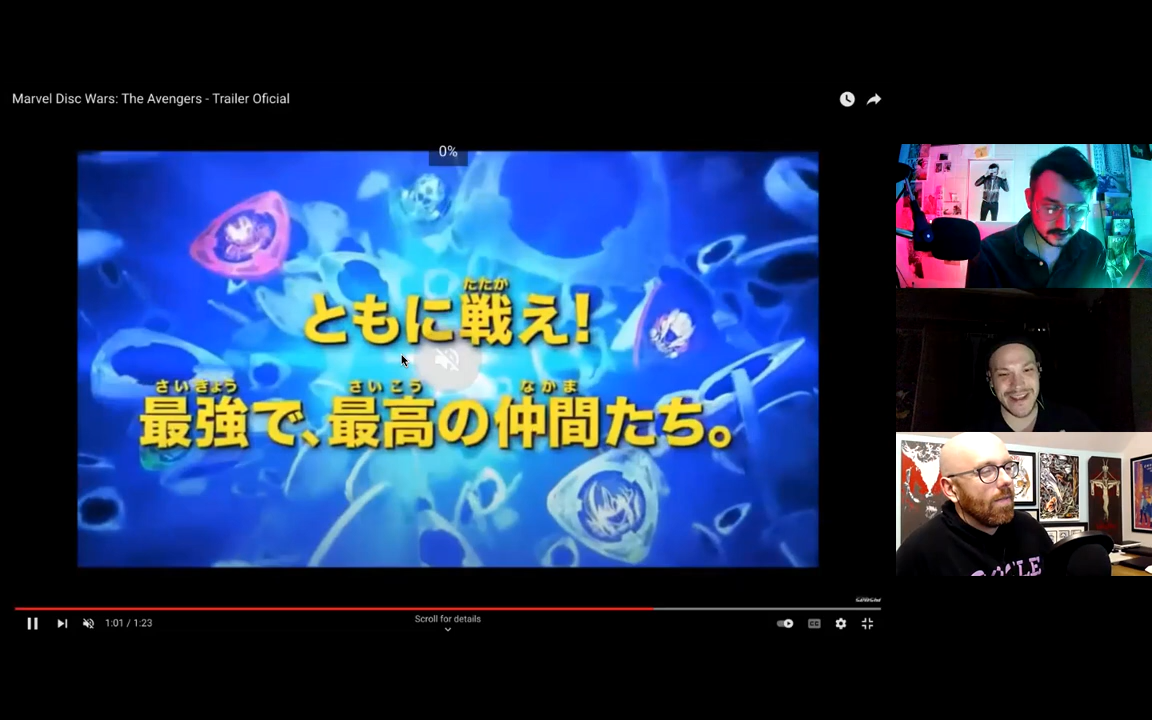 Marvel Disc Wars: The Avengers - Trailer Oficial
0%
たたか
ともに戦え!
さいきょう さいこう なかま
最強で、最高の仲間たち。
1:01 / 1:23
Scroll for details
CC